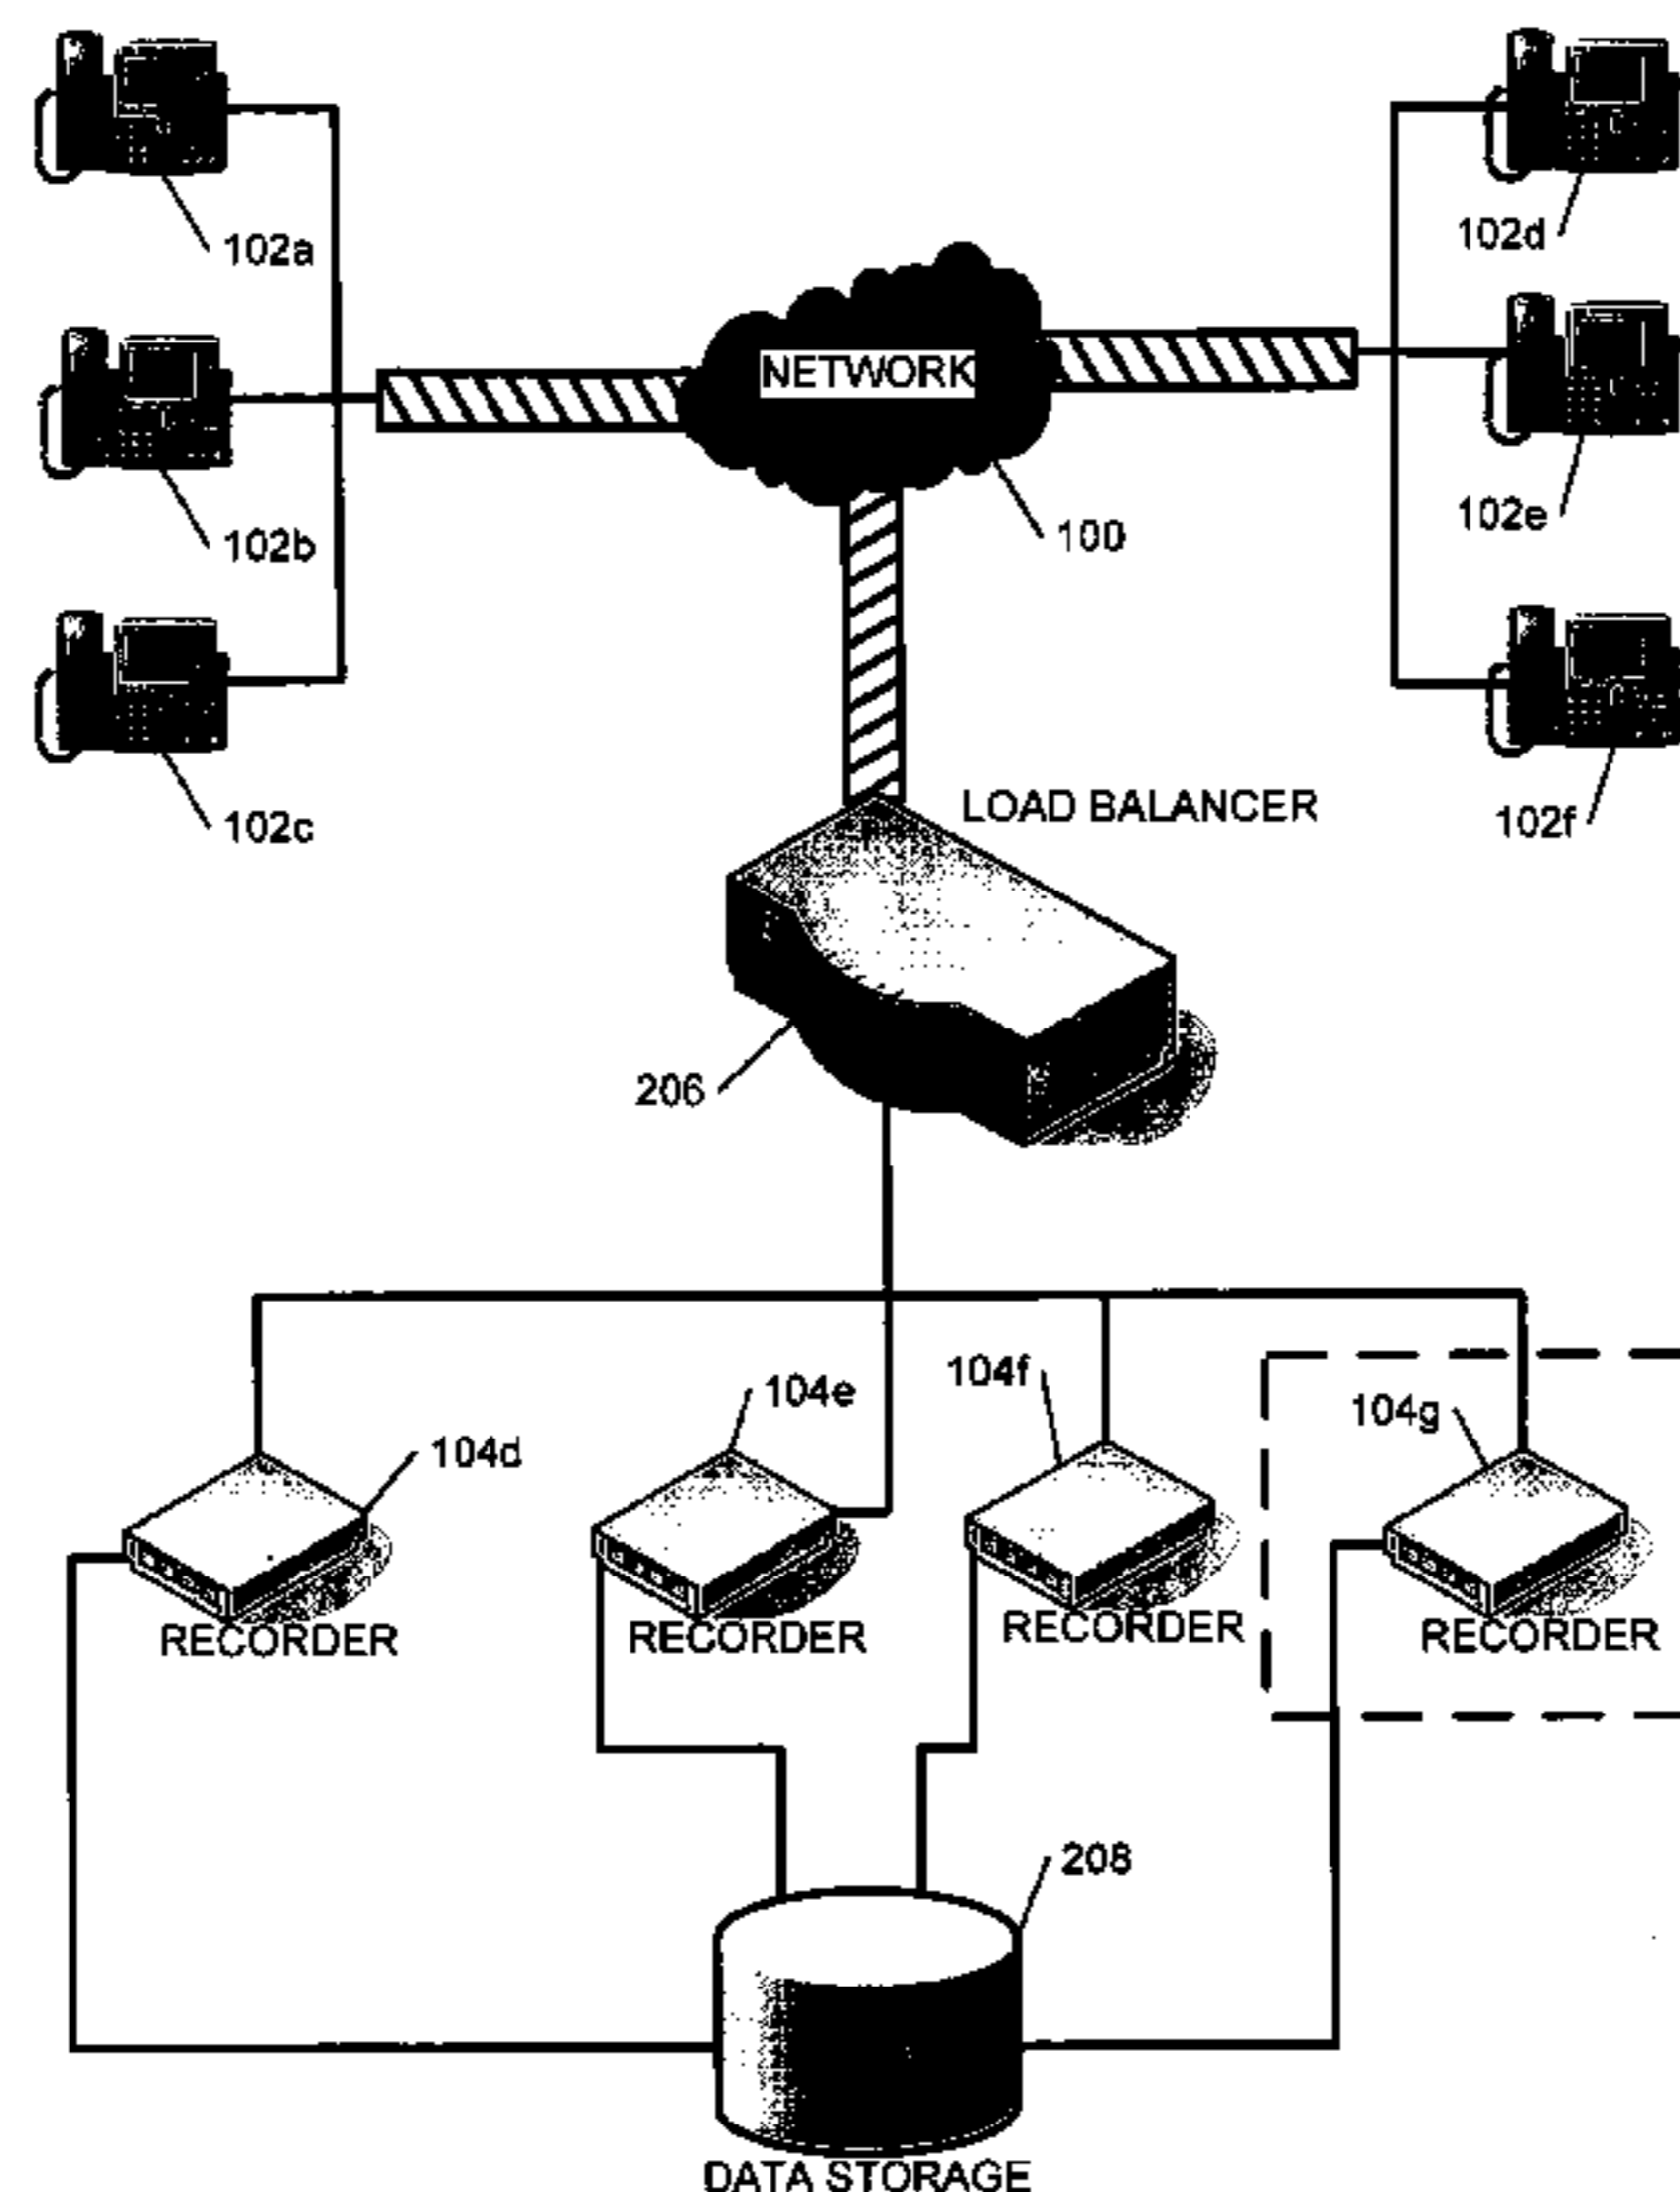 102a
102d
NETWORK
102b
100
102e
102c
LOAD BALANCER
102f
206
104d
104e
104f
104g
RECORDER
RECORDER
RECORDER
RECORDER
208
DATA STORAGE